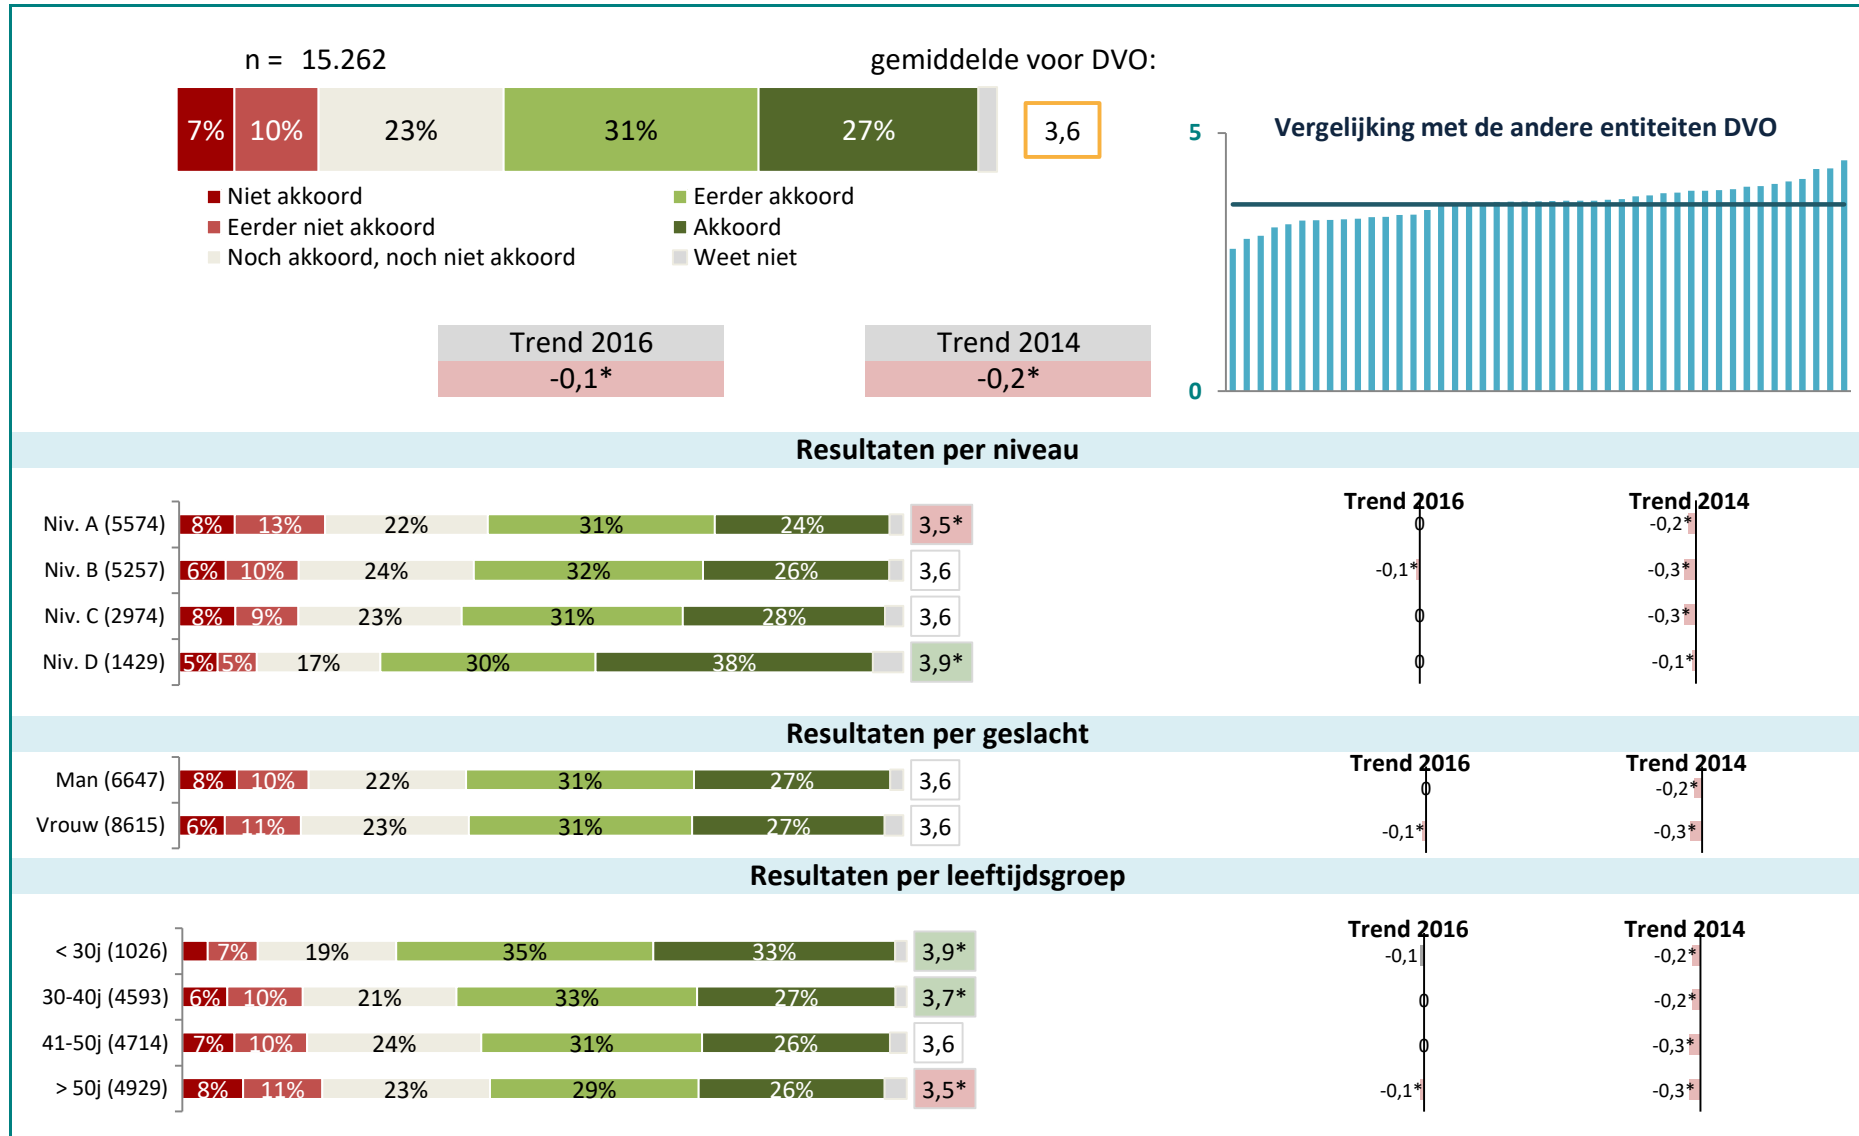 n = 15.262
gemiddelde voor DVO:
7% 10% 23% 31% 27%
3,6
Niet akkoord
Eerder akkoord
Eerder niet akkoord
Akkoord
Noch akkoord, noch niet akkoord
Weet niet
5
Vergelijking met de andere entiteiten DVO
0
Trend 2016
-0,1*
Trend 2014
-0,2*
Resultaten per niveau
Trend 2016 Trend 2014
Niv. A (5574) 8% 13% 22% 31% 24% 3,5* 0 -0,2*
Niv. B (5257) 6% 10% 24% 32% 26% 3,6 -0,1* -0,3*
Niv. C (2974) 8% 9% 23% 31% 28% 3,6 0 -0,3*
Niv. D (1429) 5% 5% 17% 30% 38% 3,9* 0 -0,1*
Resultaten per geslacht
Trend 2016 Trend 2014
Man (6647) 8% 10% 22% 31% 27% 3,6 0 -0,2*
Vrouw (8615) 6% 11% 23% 31% 27% 3,6 -0,1* -0,3*
Resultaten per leeftijdsgroep
Trend 2016 Trend 2014
< 30j (1026) 7% 19% 35% 33% 3,9* -0,1 -0,2*
30-40j (4593) 6% 10% 21% 33% 27% 3,7* 0 -0,2*
41-50j (4714) 7% 10% 24% 31% 26% 3,6 0 -0,3*
> 50j (4929) 8% 11% 23% 29% 26% 3,5* -0,1* -0,3*